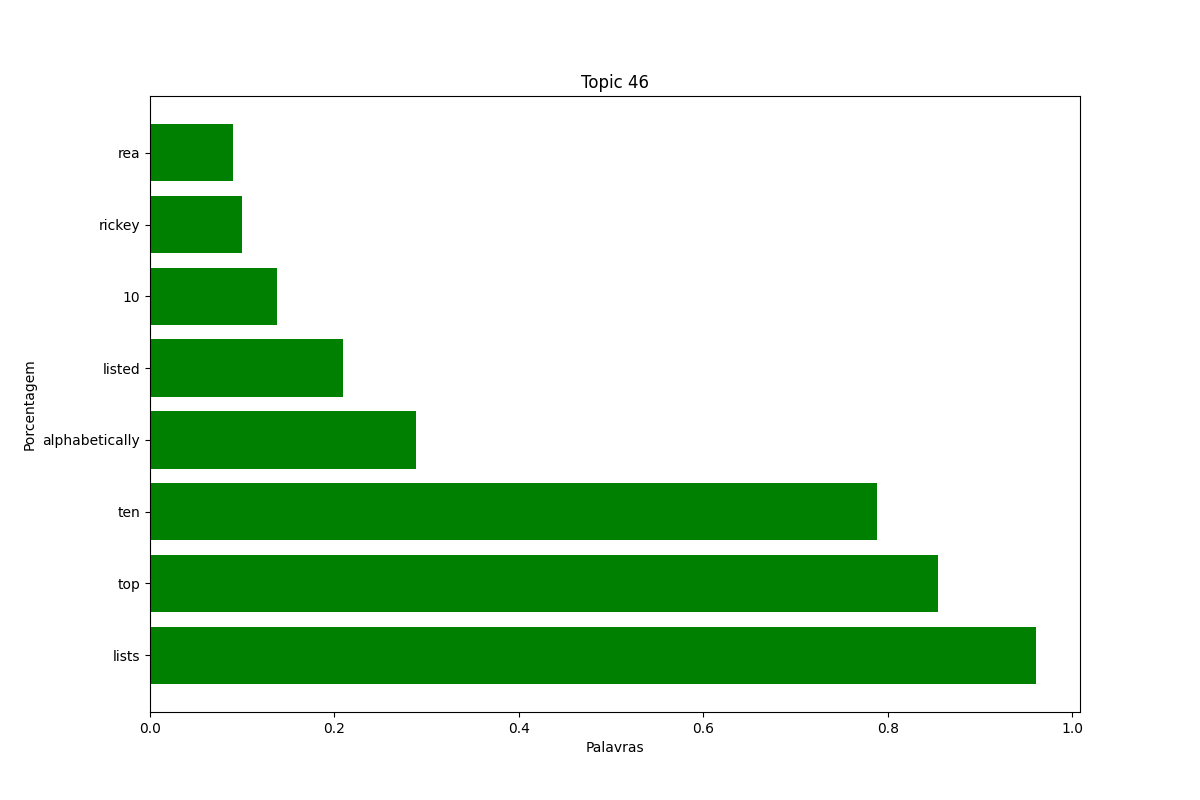 Topic 46
rea
rickey
10
listed
alphabetically
ten
top
lists
Porcentagem
0.0 0.2 0.4 0.6 0.8 1.0
Palavras